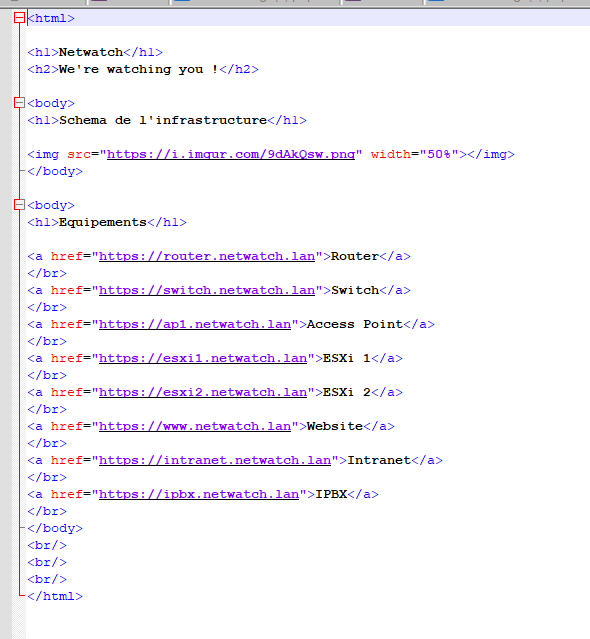 <html>
<h1>Netwatch</h1>
<h2>We're watching you !</h2>
<body>
<h1>Schema de l'infrastructure</h1>
<img src="https://i.imgur.com/9dAkQsw.png" width="50%"></img>
</body>
<body>
<h1>Equipements</h1>
<a href="https://router.netwatch.lan">Router</a>
</br>
<a href="https://switch.netwatch.lan">Switch</a>
</br>
<a href="https://ap1.netwatch.lan">Access Point</a>
</br>
<a href="https://esxi1.netwatch.lan">ESXi 1</a>
</br>
<a href="https://esxi2.netwatch.lan">ESXi 2</a>
</br>
<a href="https://www.netwatch.lan">Website</a>
</br>
<a href="https://intranet.netwatch.lan">Intranet</a>
</br>
<a href="https://ipbx.netwatch.lan">IPBX</a>
</br>
</body>
<br/>
<br/>
<br/>
</html>